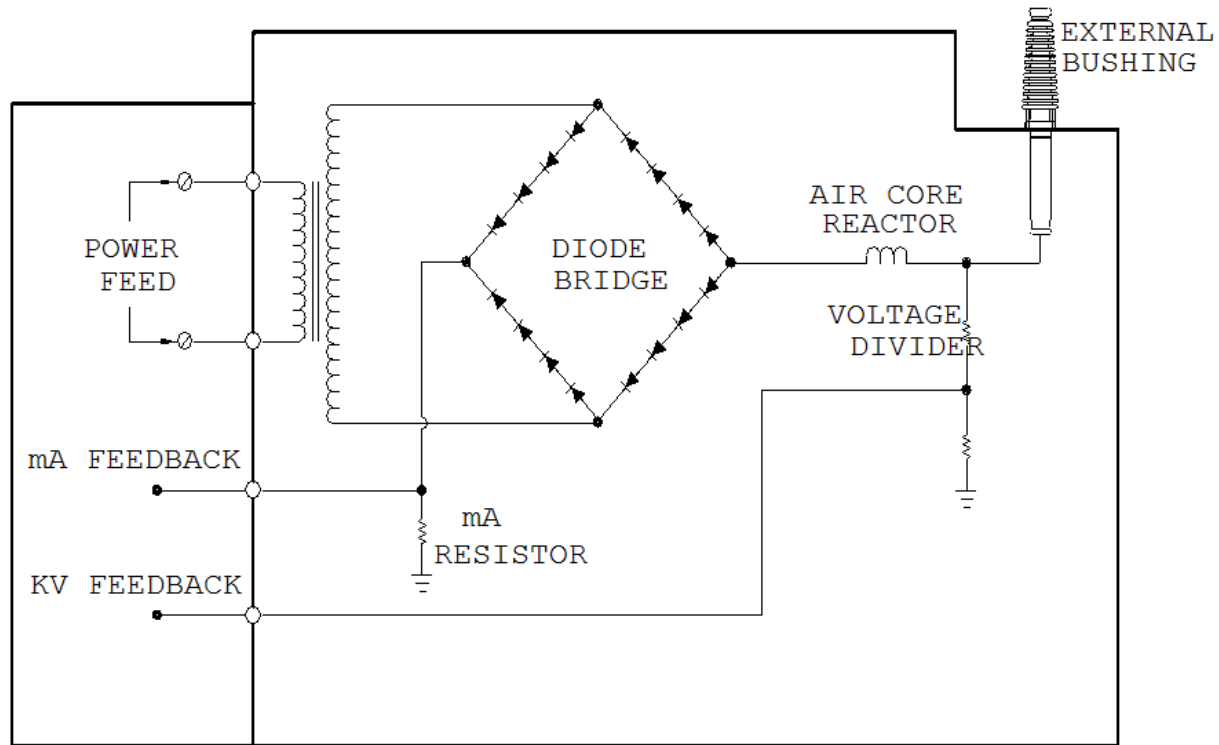 EXTERNAL
BUSHING
AIR CORE
REACTOR
POWER
FEED
DIODE
BRIDGE
VOLTAGE
DIVIDER
mA FEEDBACK
mA
RESISTOR
KV FEEDBACK